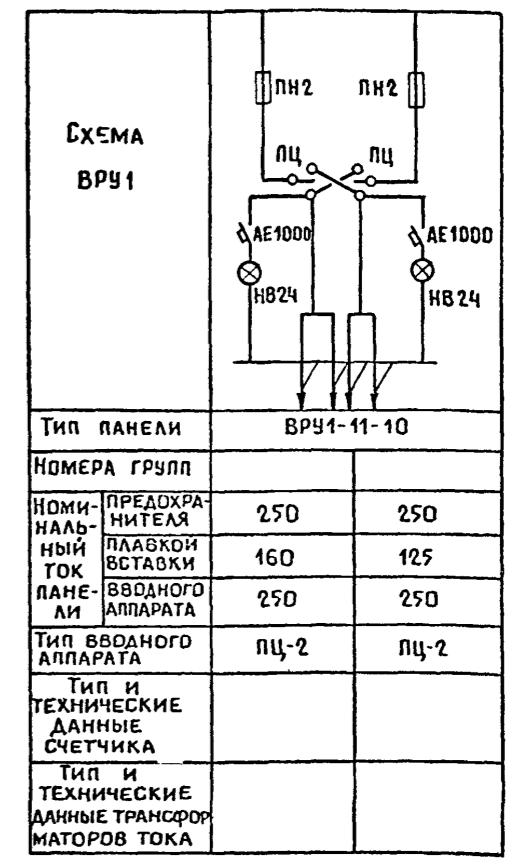 Схема
ВРУ1
ПН2
ПН2
ПЦ
ПЦ
АЕ1000
АЕ1000
НВ24
НВ24
Тип панели
ВРУ1-11-10
Номера групп
Номи-
наль-
ный
ток
пане-
ли
предохра-
нителя
250
250
плавкой
вставки
160
125
вводного
аппарата
250
250
Тип вводного
аппарата
ПЦ-2
ПЦ-2
Тип и
технические
данные
счетчика
Тип и
технические
данные трансфор
маторов тока